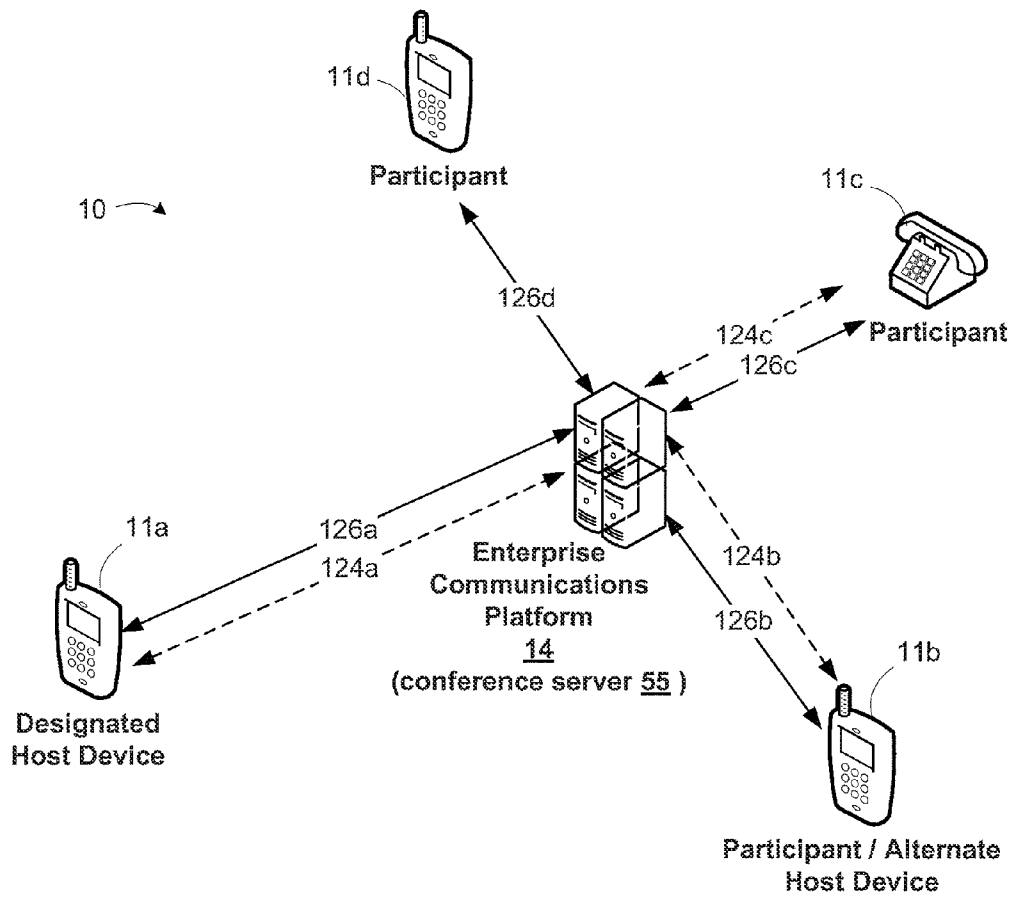 11d
Participant
10
11c
126d
124c
Participant
126c
11a
126a
124a
Enterprise
Communications
Platform
14
(conference server 55 )
124b
126b
11b
Designated
Host Device
Participant / Alternate
Host Device